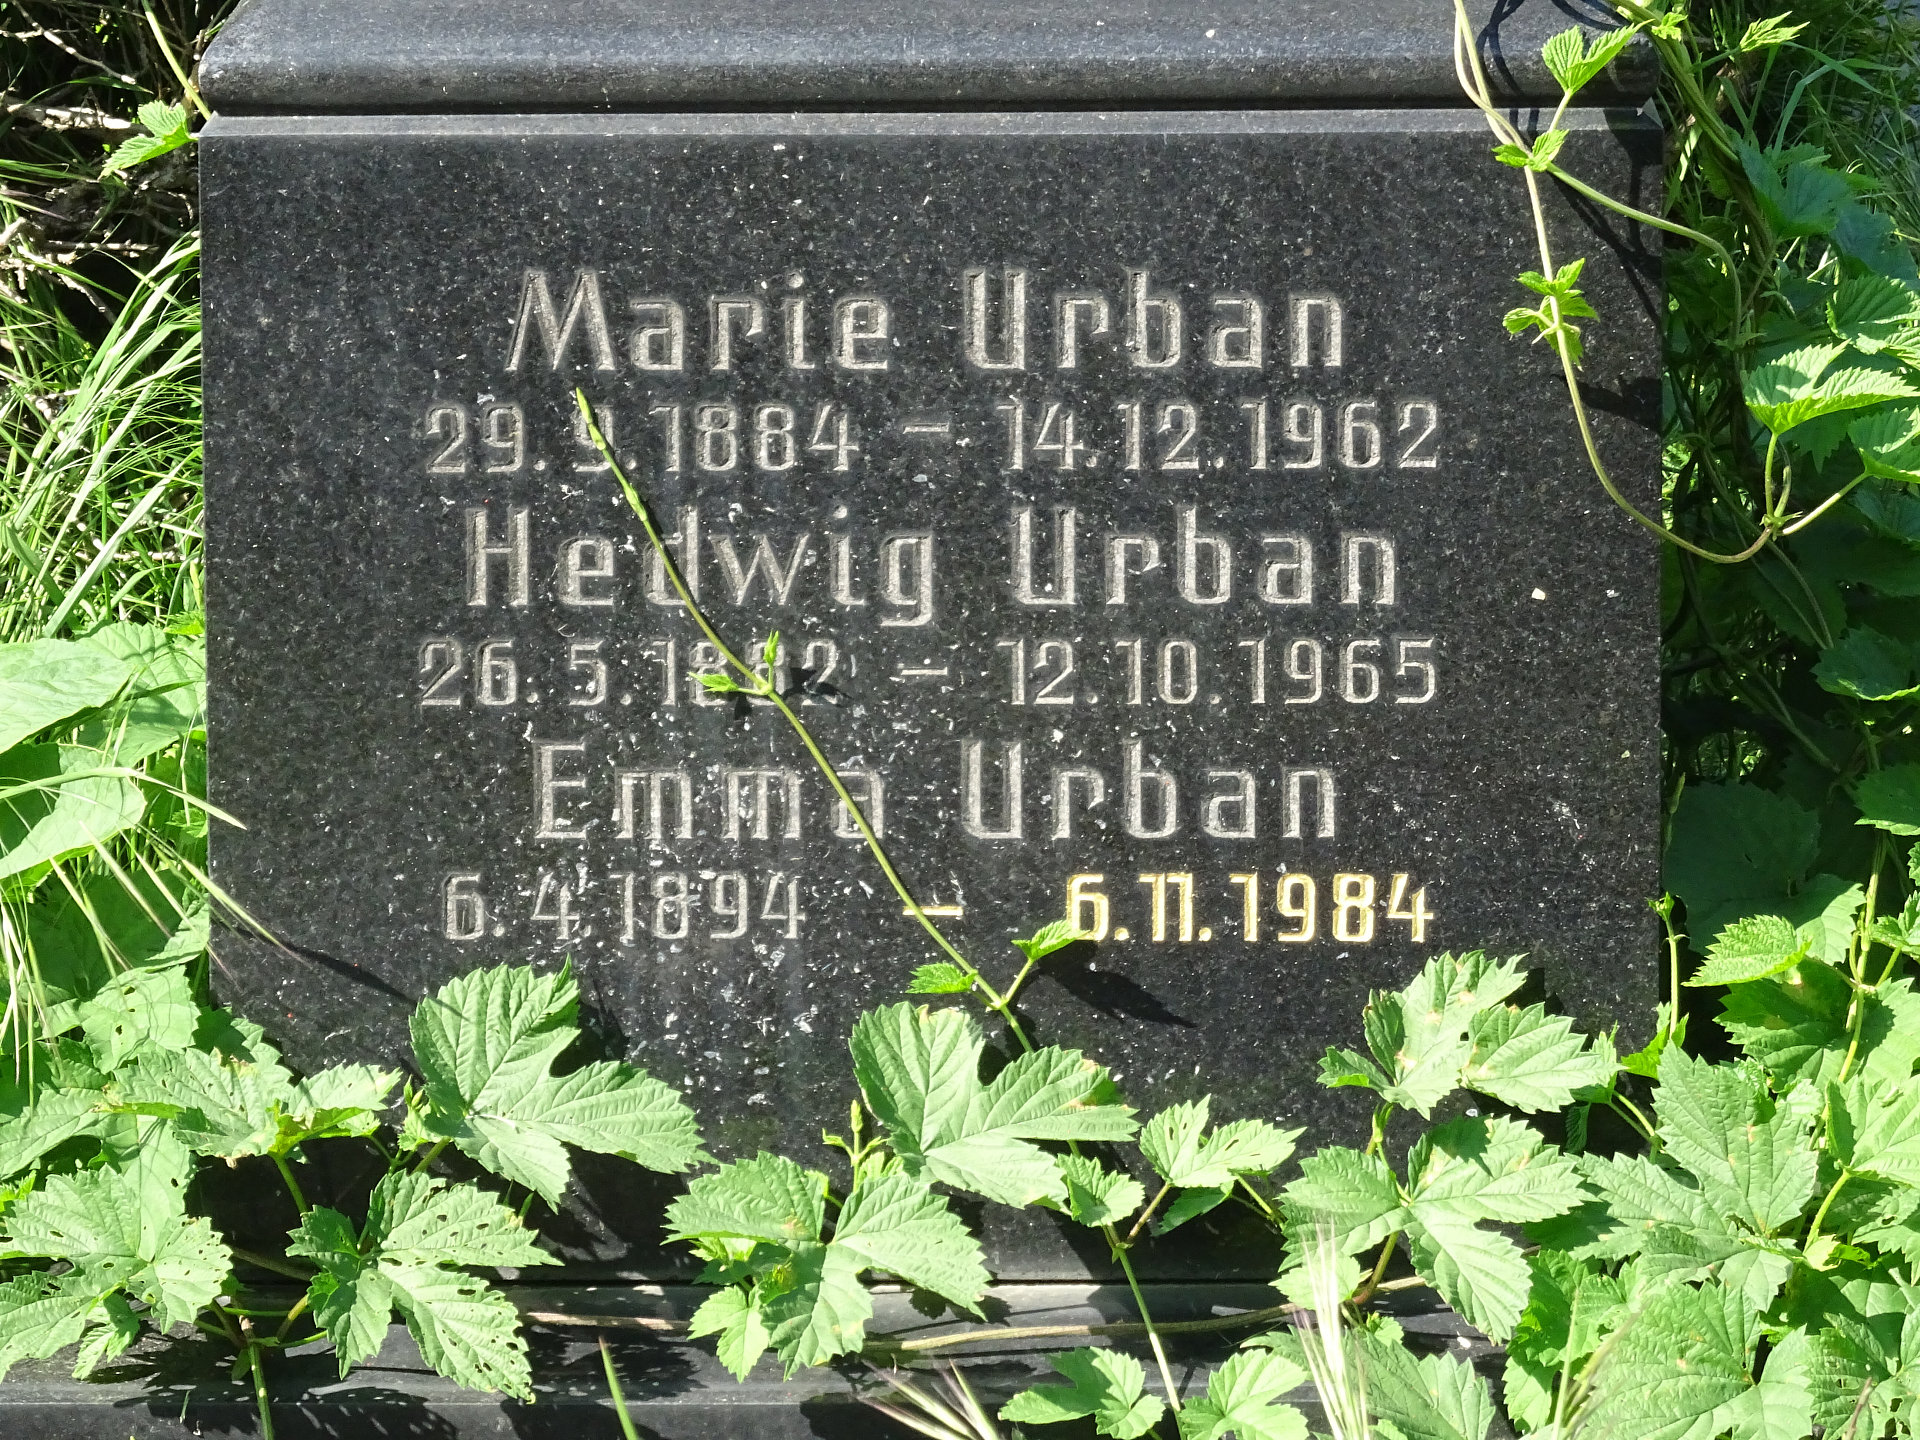 Marie Urban
29.9.1884 – 14.12.1962
Hedwig Urban
26.5.1882 – 12.10.1965
Emma Urban
6.4.1894 – 6.11.1984